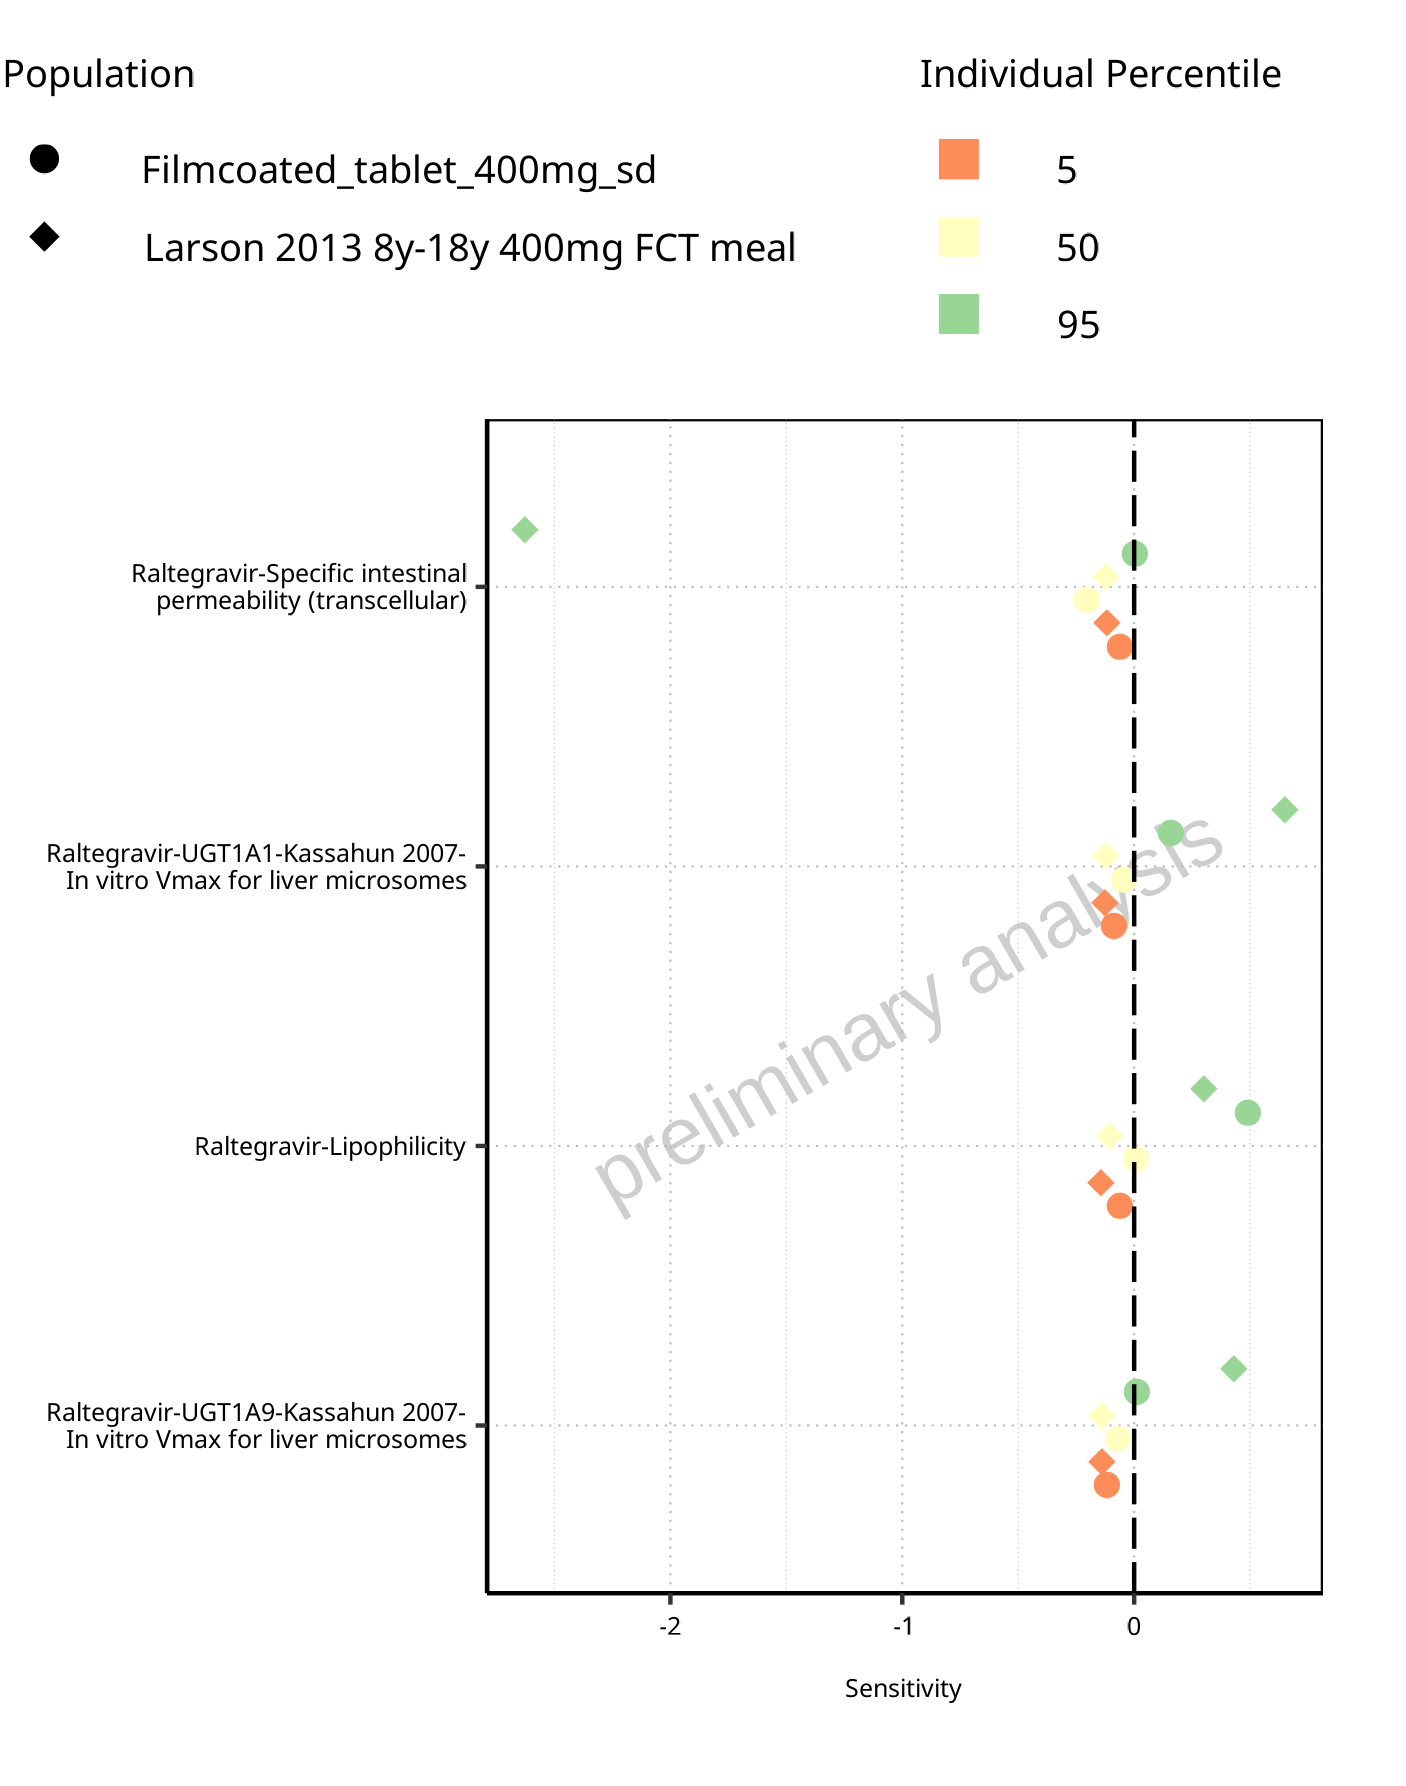 Population
Filmcoated_tablet_400mg_sd
Larson 2013 8y-18y 400mg FCT meal
Individual Percentile
5
50
95
Raltegravir-Specific intestinal
permeability (transcellular)
Raltegravir-UGT1A1-Kassahun 2007-
In vitro Vmax for liver microsomes
Raltegravir-Lipophilicity
Raltegravir-UGT1A9-Kassahun 2007-
In vitro Vmax for liver microsomes
preliminary analysis
-2
-1
0
Sensitivity